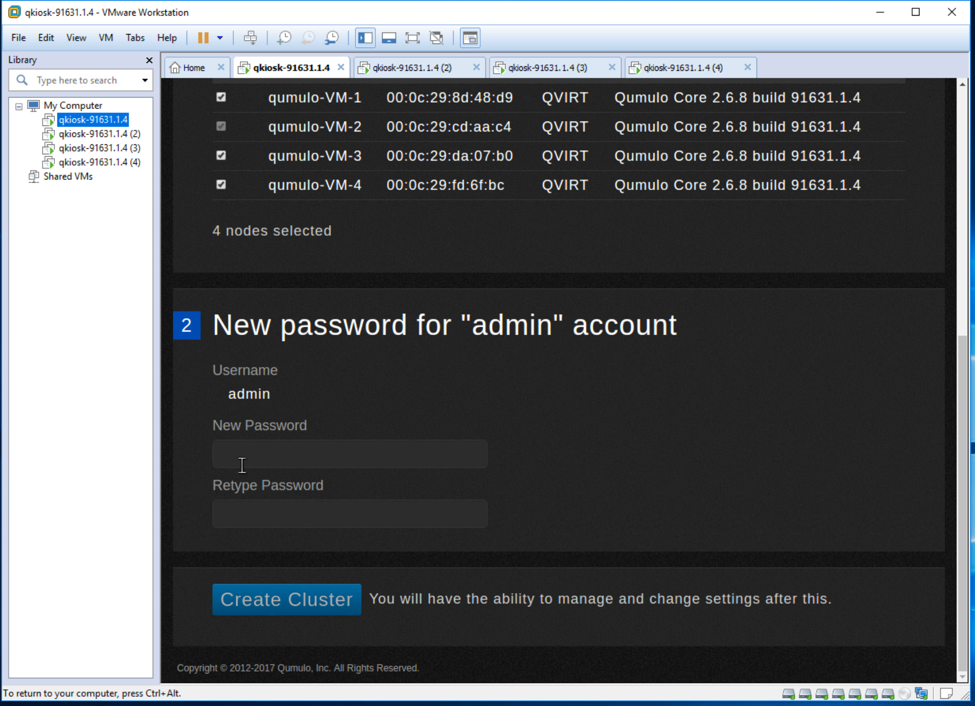 qkiosk-91631.1.4 - VMware Workstation
File Edit View VM Tabs Help
Library
Type here to search
My Computer
qkiosk-91631.1.4
qkiosk-91631.1.4 (2)
qkiosk-91631.1.4 (3)
qkiosk-91631.1.4 (4)
Shared VMs
Home qkiosk-91631.1.4 qkiosk-91631.1.4 (2) qkiosk-91631.1.4 (3) qkiosk-91631.1.4 (4)
qumulo-VM-1 00:0c:29:8d:48:d9 QVIRT Qumulo Core 2.6.8 build 91631.1.4
qumulo-VM-2 00:0c:29:cd:aa:c4 QVIRT Qumulo Core 2.6.8 build 91631.1.4
qumulo-VM-3 00:0c:29:da:07:b0 QVIRT Qumulo Core 2.6.8 build 91631.1.4
qumulo-VM-4 00:0c:29:fd:6f:bc QVIRT Qumulo Core 2.6.8 build 91631.1.4
4 nodes selected
2 New password for "admin" account
Username
admin
New Password
Retype Password
Create Cluster You will have the ability to manage and change settings after this.
Copyright © 2012-2017 Qumulo, Inc. All Rights Reserved.
To return to your computer, press Ctrl+Alt.